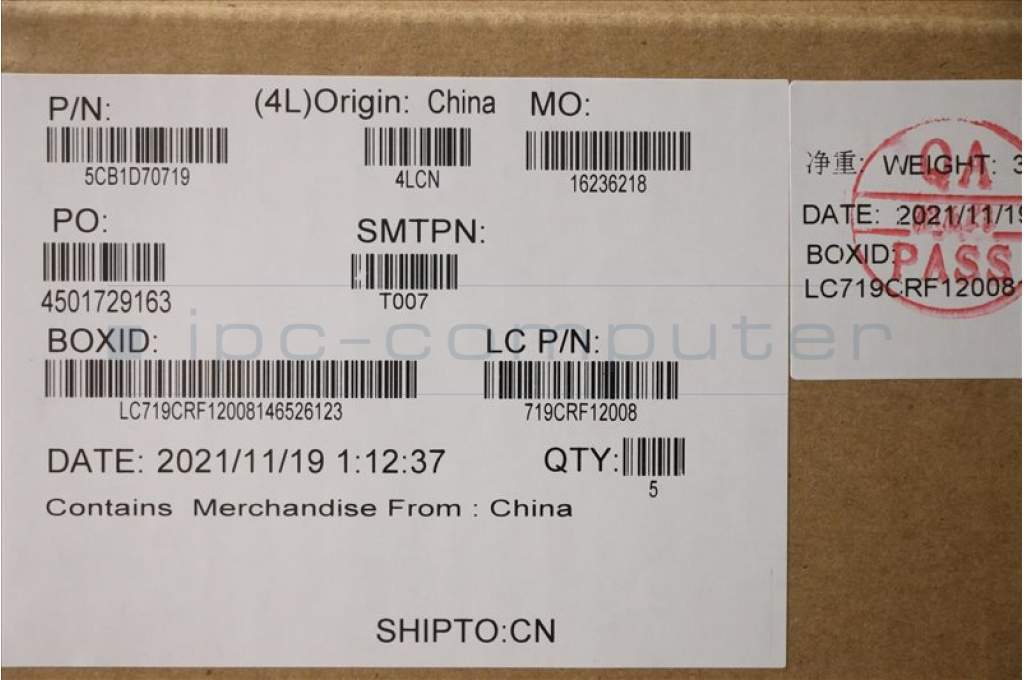 P/N: (4L)Origin: China MO:
5CB1D70719 4LCN 16236218
PO: SMTPN:
4501729163 T007
BOXID: LC P/N:
LC719CRF12008146526123 719CRF12008
DATE: 2021/11/19 1:12:37 QTY:
5
Contains Merchandise From : China
SHIPTO:CN
净重: WEIGHT: 3
DATE: 2021/11/19
BOXID:
LC719CRF12008
QA
PASS
ipc-computer